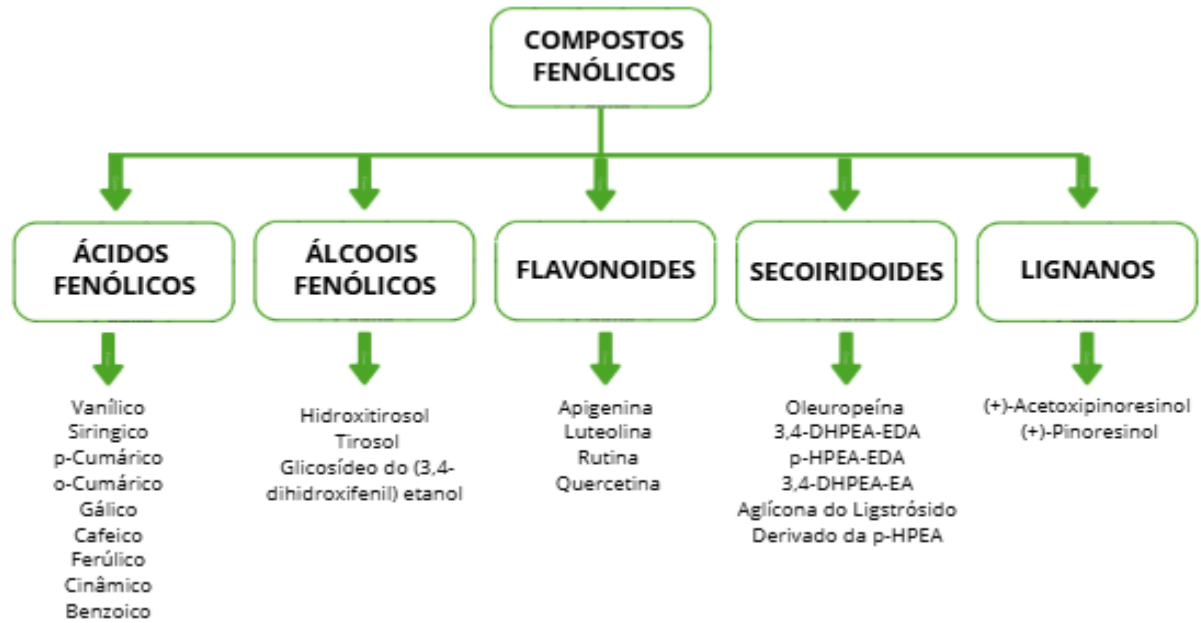 COMPOSTOS
FENÓLICOS
ÁCIDOS
FENÓLICOS
ÁLCOOIS
FENÓLICOS
FLAVONOIDES
SECOIRIDOIDES
LIGNANOS
Vanílico
Siringico
p-Cumárico
o-Cumárico
Gálico
Cafeico
Ferúlico
Cinâmico
Benzoico
Hidroxitirosol
Tirosol
Glicosídeo do (3,4-
dihidroxifenil) etanol
Apigenina
Luteolina
Rutina
Quercetina
Oleuropeína
3,4-DHPEA-EDA
p-HPEA-EDA
3,4-DHPEA-EA
Aglícona do Ligstrósido
Derivado da p-HPEA
(+)-Acetoxipinoresinol
(+)-Pinoresinol